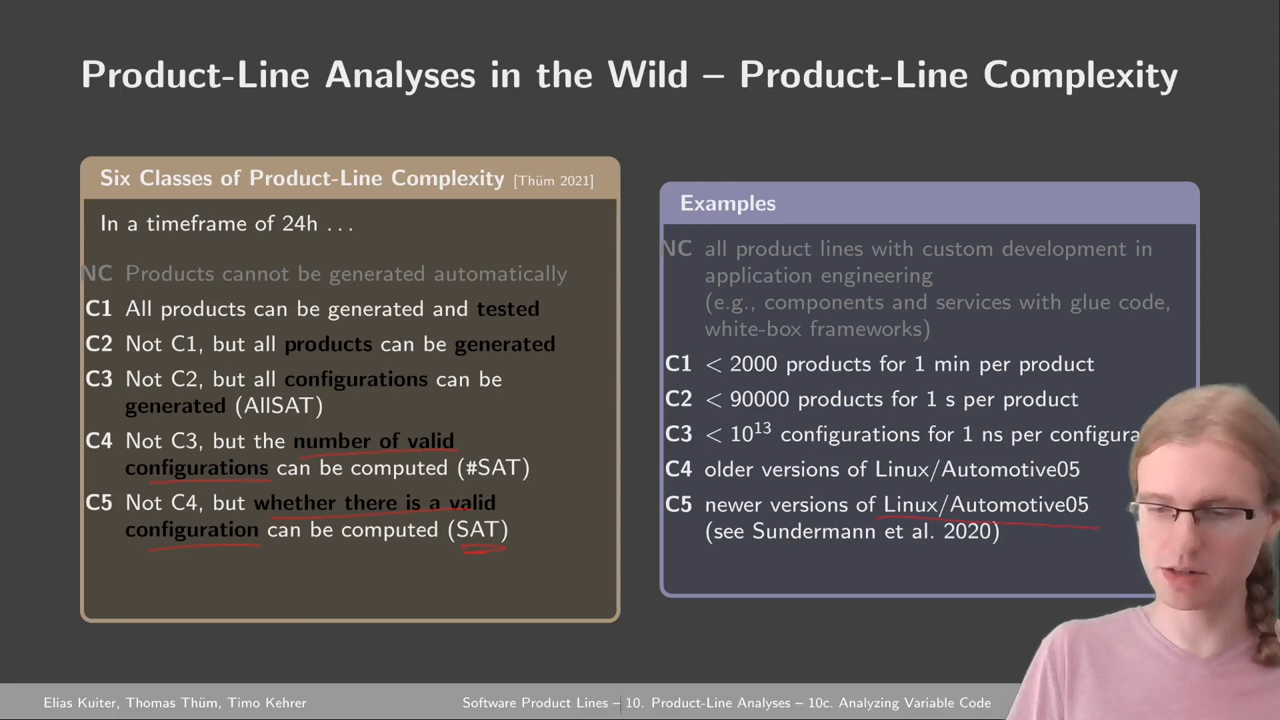 Product-Line Analyses in the Wild – Product-Line Complexity
Six Classes of Product-Line Complexity [Thüm 2021]
In a timeframe of 24h ...
NC Products cannot be generated automatically
C1 All products can be generated and tested
C2 Not C1, but all products can be generated
C3 Not C2, but all configurations can be
generated (AllSAT)
C4 Not C3, but the number of valid
configurations can be computed (#SAT)
C5 Not C4, but whether there is a valid
configuration can be computed (SAT)
Examples
NC all product lines with custom development in
application engineering
(e.g., components and services with glue code,
white-box frameworks)
C1 < 2000 products for 1 min per product
C2 < 90000 products for 1 s per product
C3 < 10¹³ configurations for 1 ns per configura
C4 older versions of Linux/Automotive05
C5 newer versions of Linux/Automotive05
(see Sundermann et al. 2020)
Elias Kuiter, Thomas Thüm, Timo Kehrer
Software Product Lines – 10. Product-Line Analyses – 10c. Analyzing Variable Code